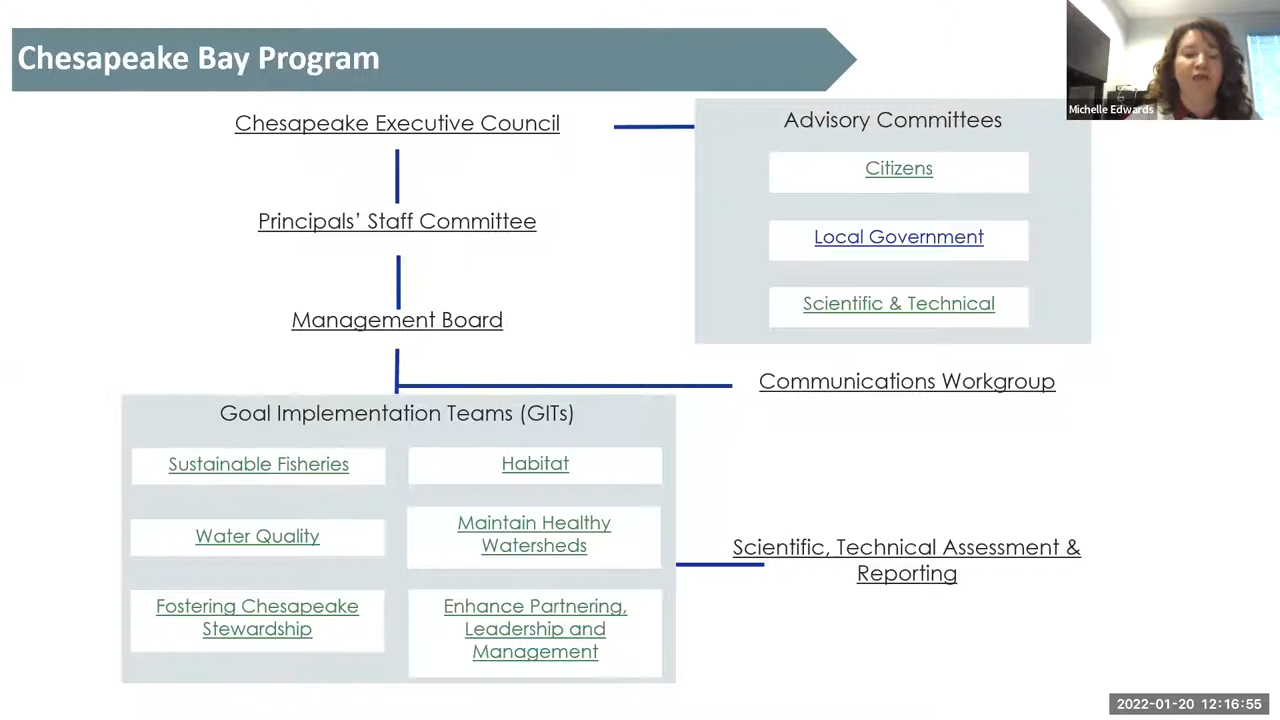 Chesapeake Bay Program
Michelle Edwards
Chesapeake Executive Council
Advisory Committees
Citizens
Local Government
Scientific & Technical
Principals’ Staff Committee
Management Board
Communications Workgroup
Goal Implementation Teams (GITs)
Sustainable Fisheries
Habitat
Water Quality
Maintain Healthy
Watersheds
Fostering Chesapeake
Stewardship
Enhance Partnering,
Leadership and
Management
Scientific, Technical Assessment &
Reporting
2022-01-20 12:16:55